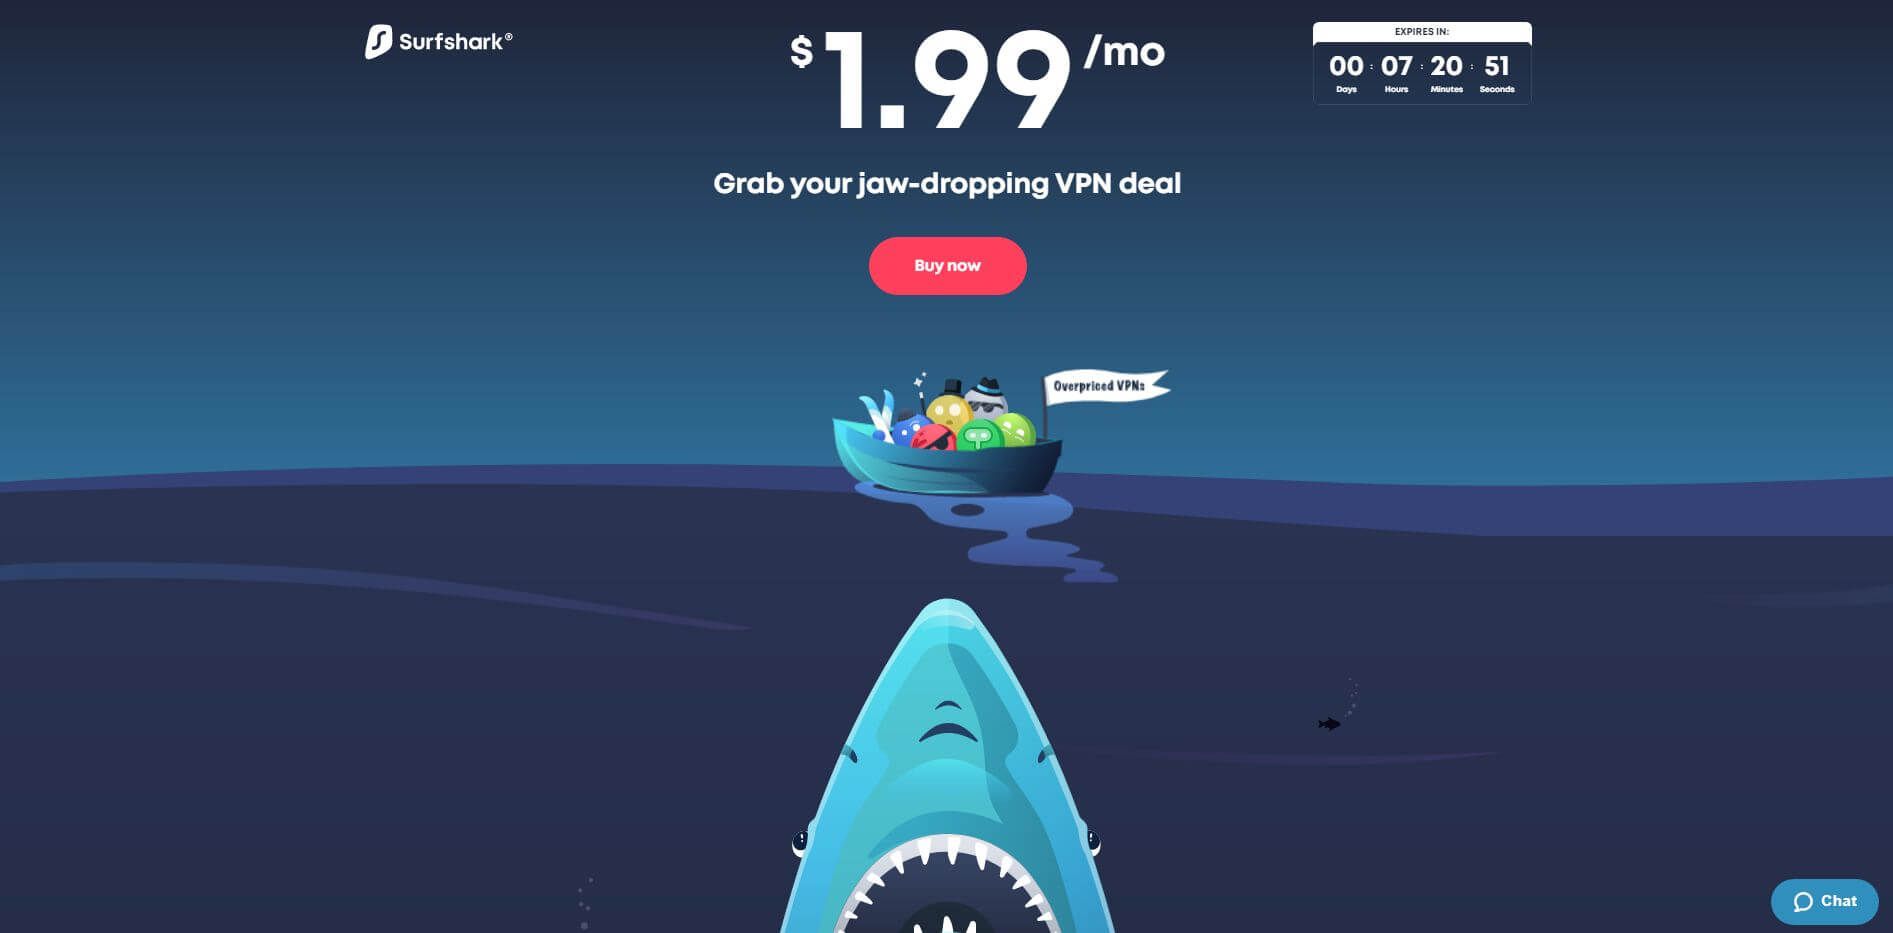 Surfshark®
$1.99/mo
EXPIRES IN:
00 : 07 : 20 : 51
Days Hours Minutes Seconds
Grab your jaw-dropping VPN deal
Buy now
Overpriced VPNs
Chat